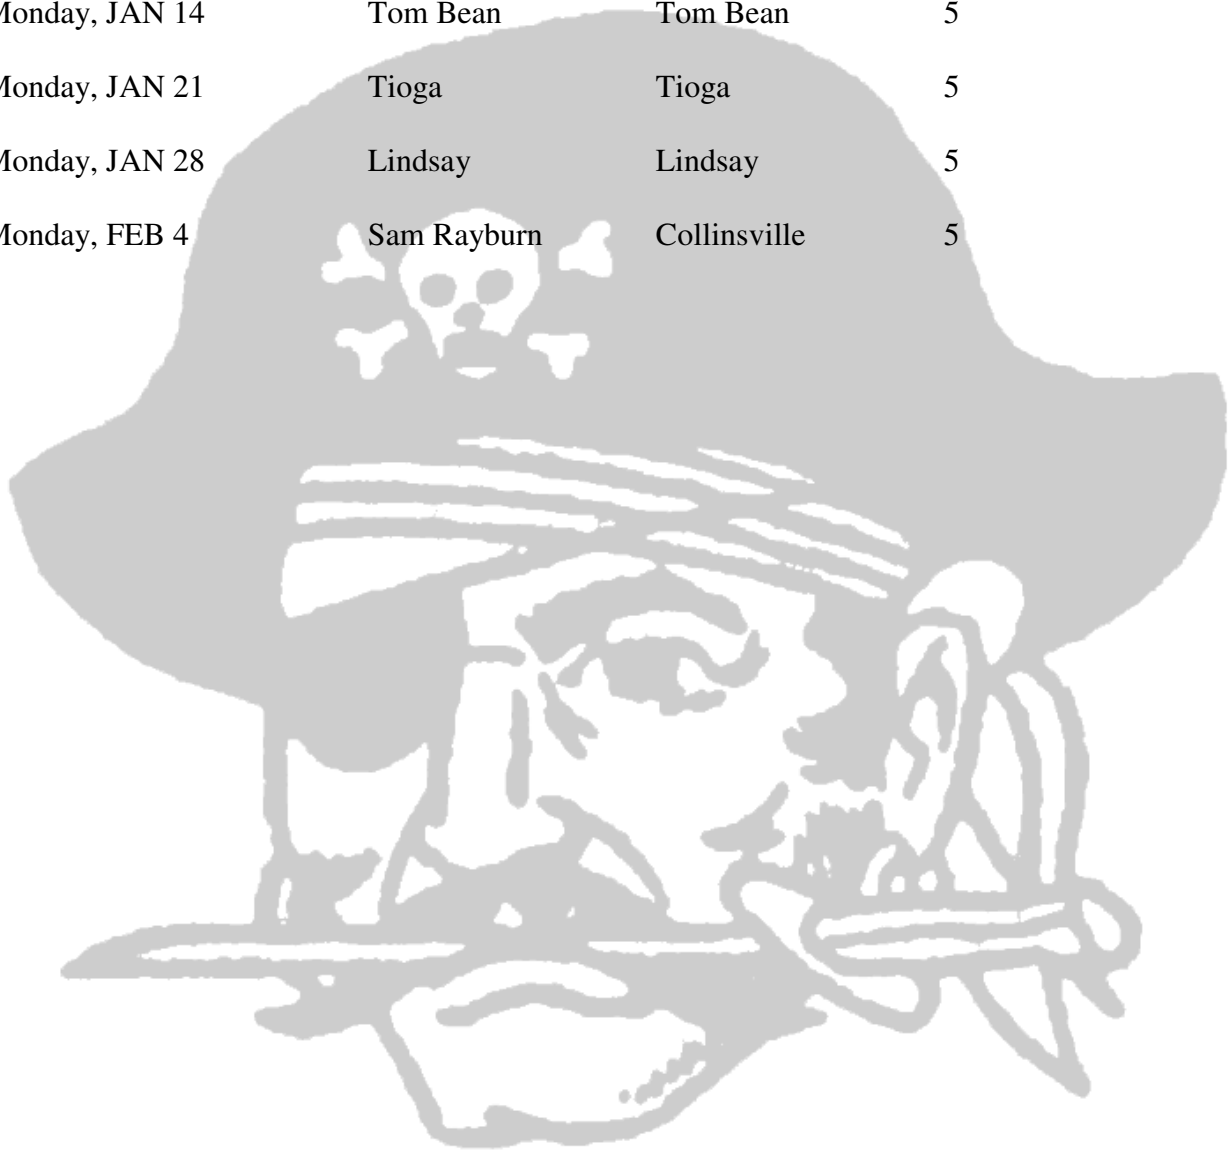 Monday, JAN 14 Tom Bean Tom Bean 5
Monday, JAN 21 Tioga Tioga 5
Monday, JAN 28 Lindsay Lindsay 5
Monday, FEB 4 Sam Rayburn Collinsville 5